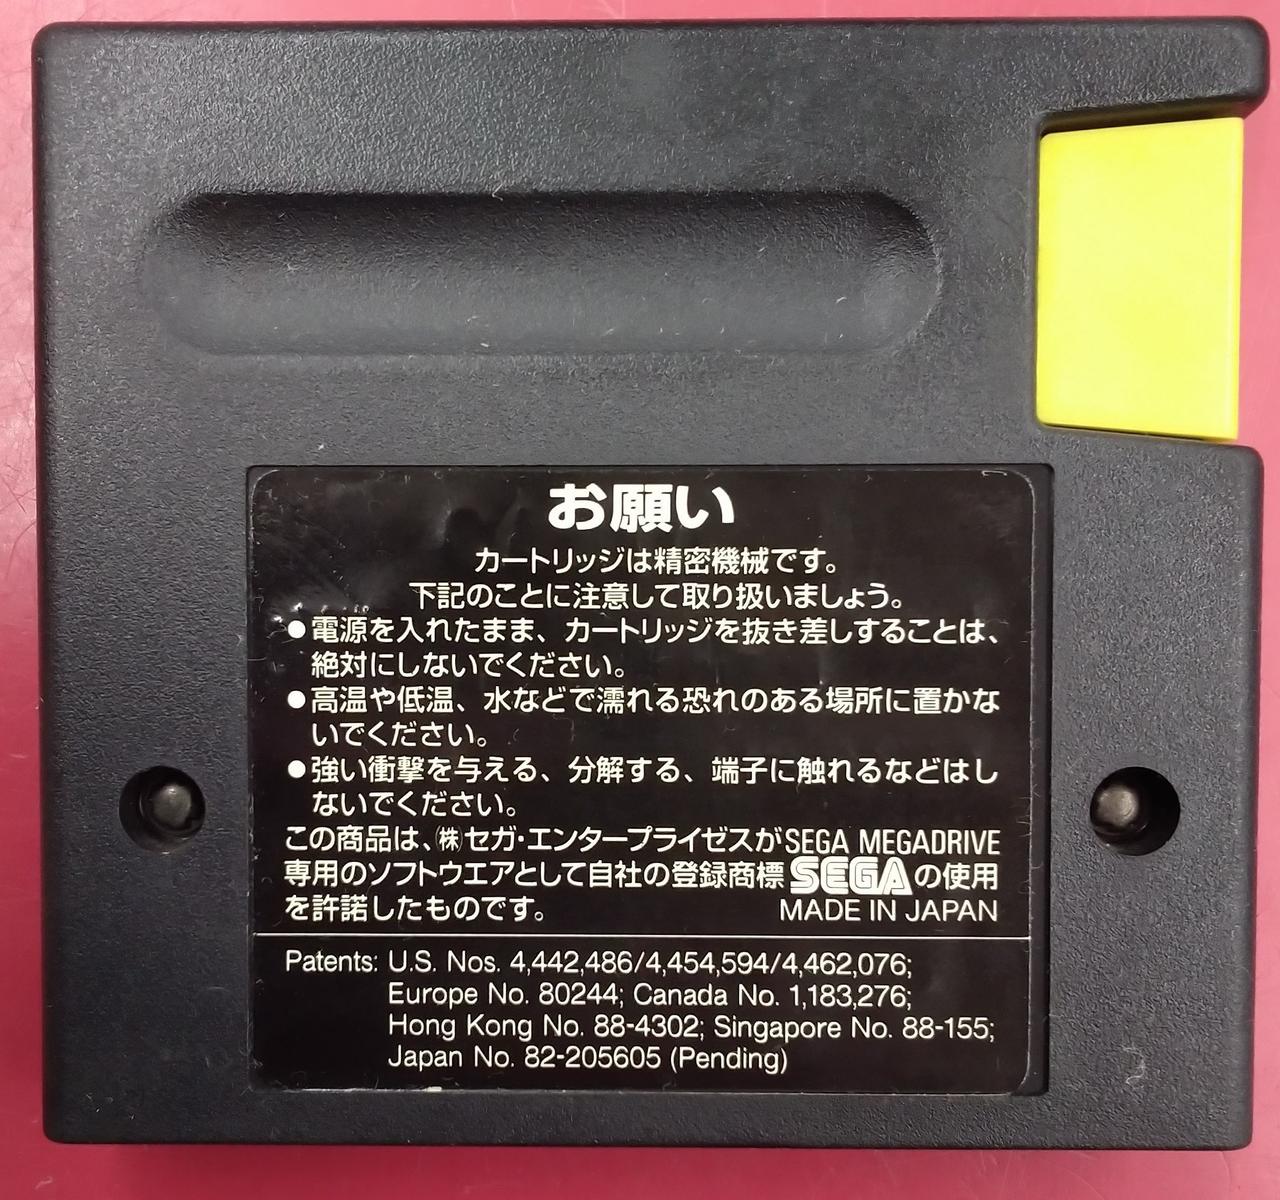 お願い
カートリッジは精密機械です。
下記のことに注意して取り扱いましょう。
●電源を入れたまま、カートリッジを抜き差しすることは、
絶対にしないでください。
●高温や低温、水などで濡れる恐れのある場所に置かな
いでください。
●強い衝撃を与える、分解する、端子に触れるなどはし
ないでください。
この商品は、㈱セガ・エンタープライゼスがSEGA MEGADRIVE
専用のソフトウエアとして自社の登録商標SEGAの使用
を許諾したものです。 MADE IN JAPAN
Patents: U.S. Nos. 4,442,486/4,454,594/4,462,076;
Europe No. 80244; Canada No. 1,183,276;
Hong Kong No. 88-4302; Singapore No. 88-155;
Japan No. 82-205605 (Pending)